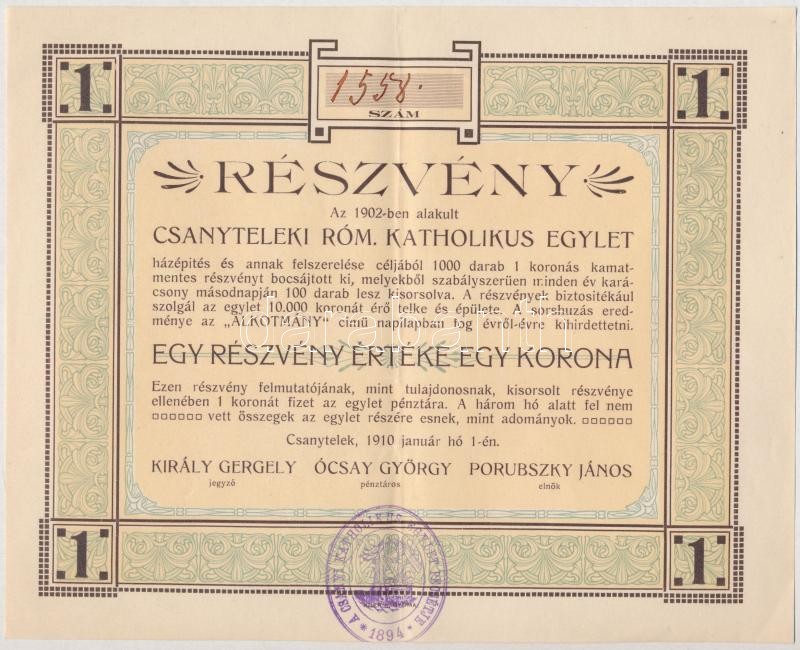 1 1
1558.
SZÁM
RÉSZVÉNY
Az 1902-ben alakult
CSANYTELEKI RÓM. KATHOLIKUS EGYLET
házépités és annak felszerelése céljából 1000 darab 1 koronás kamat-
mentes részvényt bocsájtott ki, melyekből szabályszerüen minden év kará-
csony másodnapján 100 darab lesz kisorsolva. A részvények biztositékául
szolgál az egylet 10.000 koronát érő telke és épülete. A sorshuzás ered-
ménye az „ALKOTMÁNY" cimü napilapban fog évről-évre kihirdettetni.
EGY RÉSZVÉNY ÉRTÉKE EGY KORONA
Ezen részvény felmutatójának, mint tulajdonosnak, kisorsolt részvénye
ellenében 1 koronát fizet az egylet pénztára. A három hó alatt fel nem
vett összegek az egylet részére esnek, mint adományok.
Csanytelek, 1910 január hó 1-én.
KIRÁLY GERGELY ÓCSAY GYÖRGY PORUBSZKY JÁNOS
jegyző pénztáros elnök
1 1
A CSANYI KATHOLIKUS EGYLET PECSÉTJE
* 1894 *